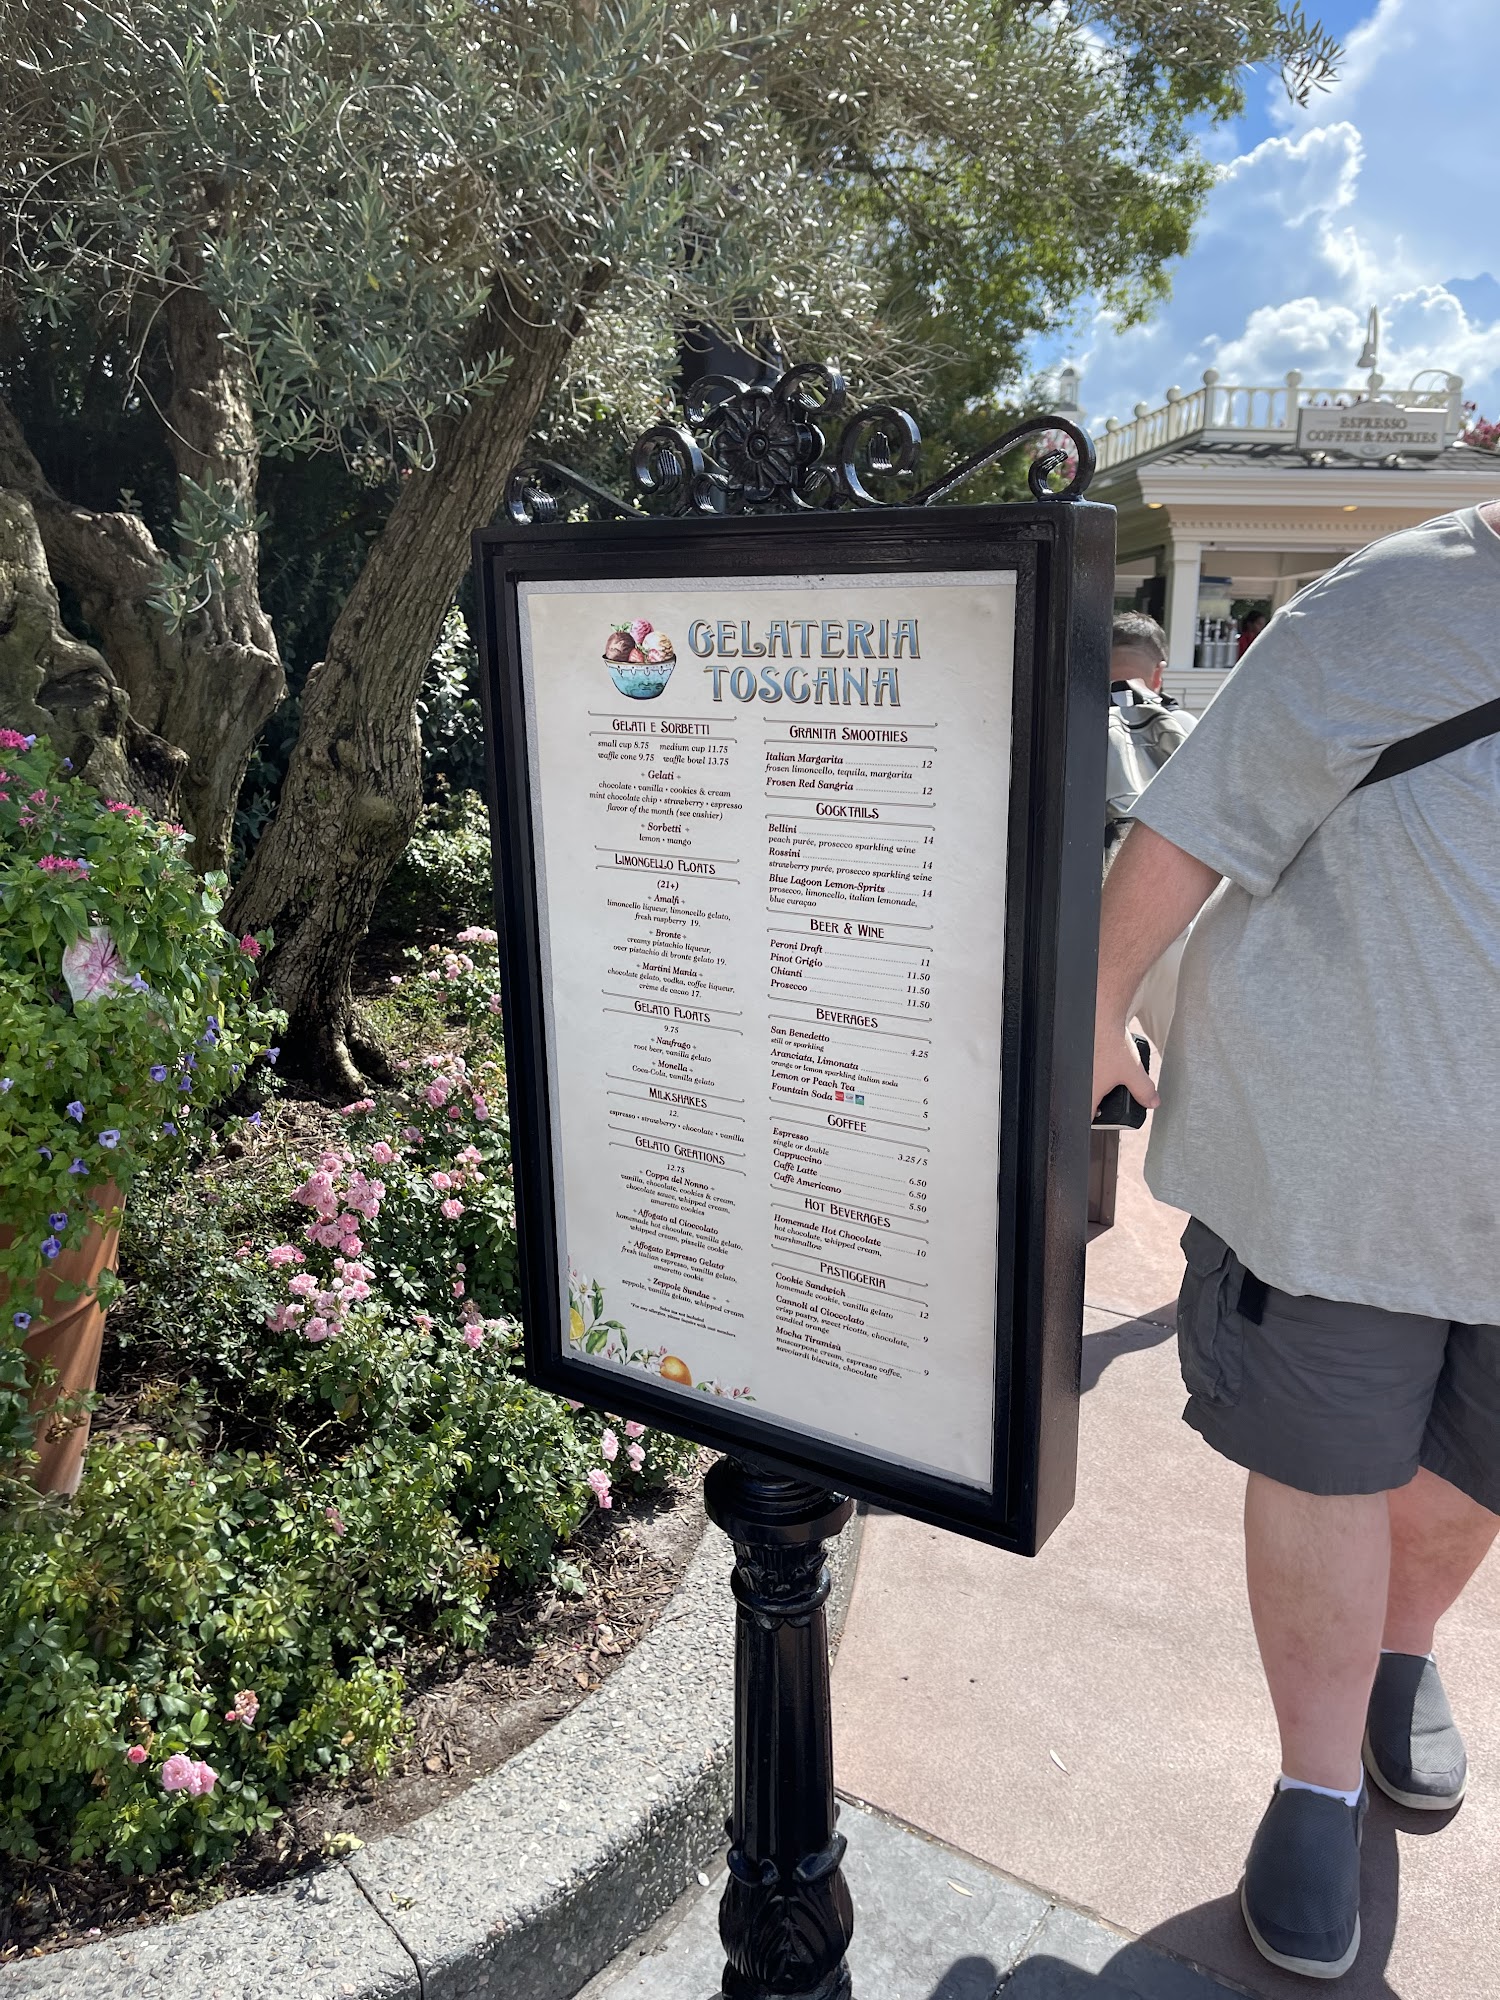 ESPRESSO
COFFEE & PASTRIES
GELATERIA
TOSCANA
GELATI E SORBETTI
small cup 8.75 medium cup 11.75
waffle cone 9.75 waffle bowl 13.75
Gelati
chocolate • vanilla • cookies & cream
mint chocolate chip • strawberry • espresso
flavor of the month (see cashier)
Sorbetti
lemon • mango
LIMONCELLO FLOATS
(21+)
Amalfi
limoncello liqueur, limoncello gelato,
fresh raspberry 19.
Bronte
creamy pistachio liqueur,
over pistachio di bronte gelato 19.
Martini Mania
chocolate gelato, vodka, coffee liqueur,
crème de cacao 17.
GELATO FLOATS
9.75
Naufrago
root beer, vanilla gelato
Monella
Coca-Cola, vanilla gelato
MILKSHAKES
12.
espresso • strawberry • chocolate • vanilla
GELATO CREATIONS
12.75
Coppa del Nonno
vanilla, chocolate, cookies & cream,
chocolate sauce, whipped cream,
amaretto cookies
Affogato al Cioccolato
homemade hot chocolate, vanilla gelato,
whipped cream, pizzelle cookie
Affogato Espresso Gelato
fresh italian espresso, vanilla gelato,
amaretto cookie
Zeppole Sundae
zeppole, vanilla gelato, whipped cream
Sales tax not included
*For any allergies, please inquire with cast members
GRANITA SMOOTHIES
Italian Margarita 12
frozen limoncello, tequila, margarita
Frozen Red Sangria 12
COCKTAILS
Bellini 14
peach purée, prosecco sparkling wine
Rossini 14
strawberry purée, prosecco sparkling wine
Blue Lagoon Lemon-Spritz 14
prosecco, limoncello, italian lemonade,
blue curaçao
BEER & WINE
Peroni Draft 11
Pinot Grigio 11.50
Chianti 11.50
Prosecco 11.50
BEVERAGES
San Benedetto 4.25
still or sparkling
Aranciata, Limonata 6
orange or lemon sparkling italian soda
Lemon or Peach Tea 6
Fountain Soda 5
COFFEE
Espresso 3.25 / 5
single or double
Cappuccino 6.50
Caffè Latte 6.50
Caffè Americano 5.50
HOT BEVERAGES
Homemade Hot Chocolate 10
hot chocolate, whipped cream,
marshmallow
PASTICCERIA
Cookie Sandwich 12
homemade cookie, vanilla gelato
Cannoli al Cioccolato 9
crisp pastry, sweet ricotta, chocolate,
candied orange
Mocha Tiramisù 9
mascarpone cream, espresso coffee,
savoiardi biscuits, chocolate